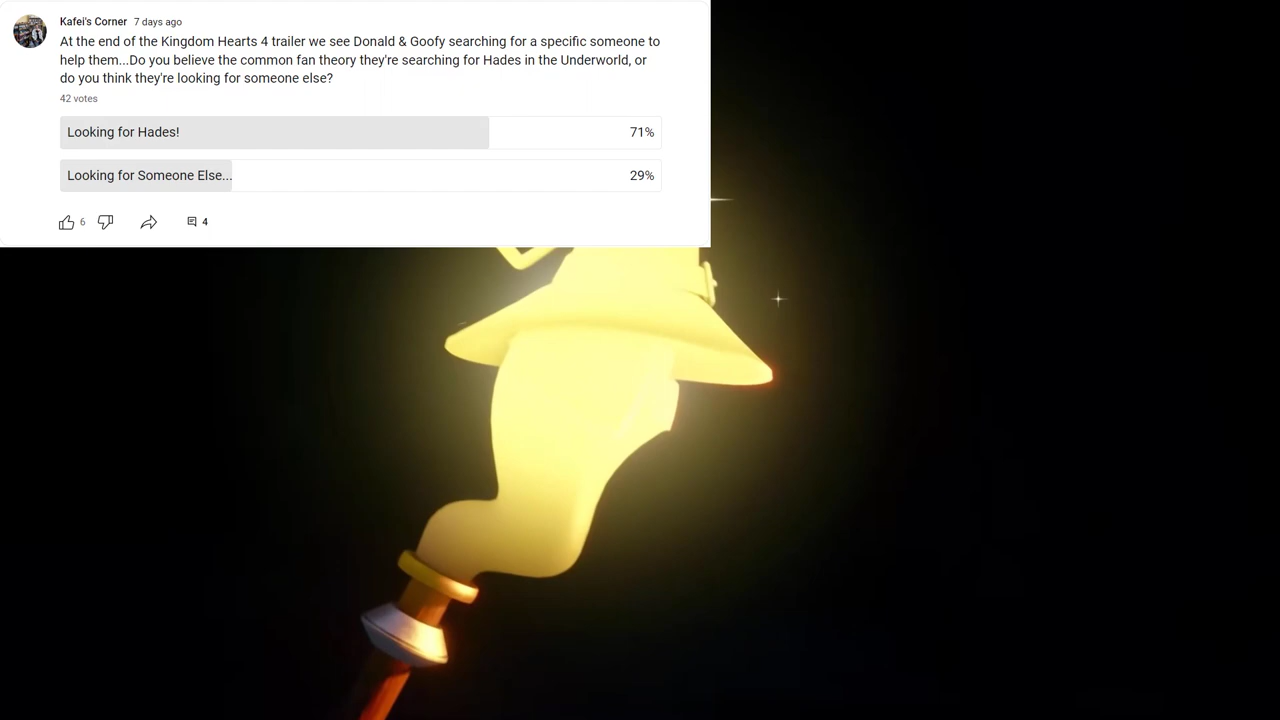 Kafei's Corner 7 days ago
At the end of the Kingdom Hearts 4 trailer we see Donald & Goofy searching for a specific someone to
help them...Do you believe the common fan theory they're searching for Hades in the Underworld, or
do you think they're looking for someone else?
42 votes
Looking for Hades! 71%
Looking for Someone Else... 29%
6 4